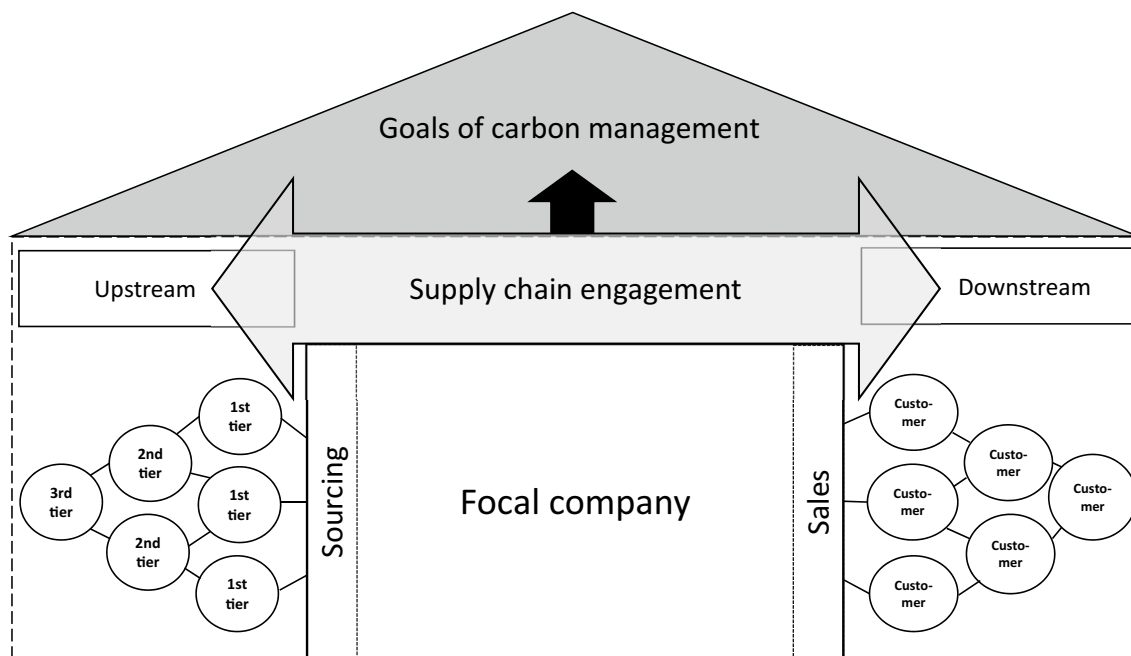 Goals of carbon management
Upstream
Supply chain engagement
Downstream
1st
tier
2nd
tier
3rd
tier
1st
tier
2nd
tier
1st
tier
Sourcing
Focal company
Sales
Custo-
mer
Custo-
mer
Custo-
mer
Custo-
mer
Custo-
mer
Custo-
mer